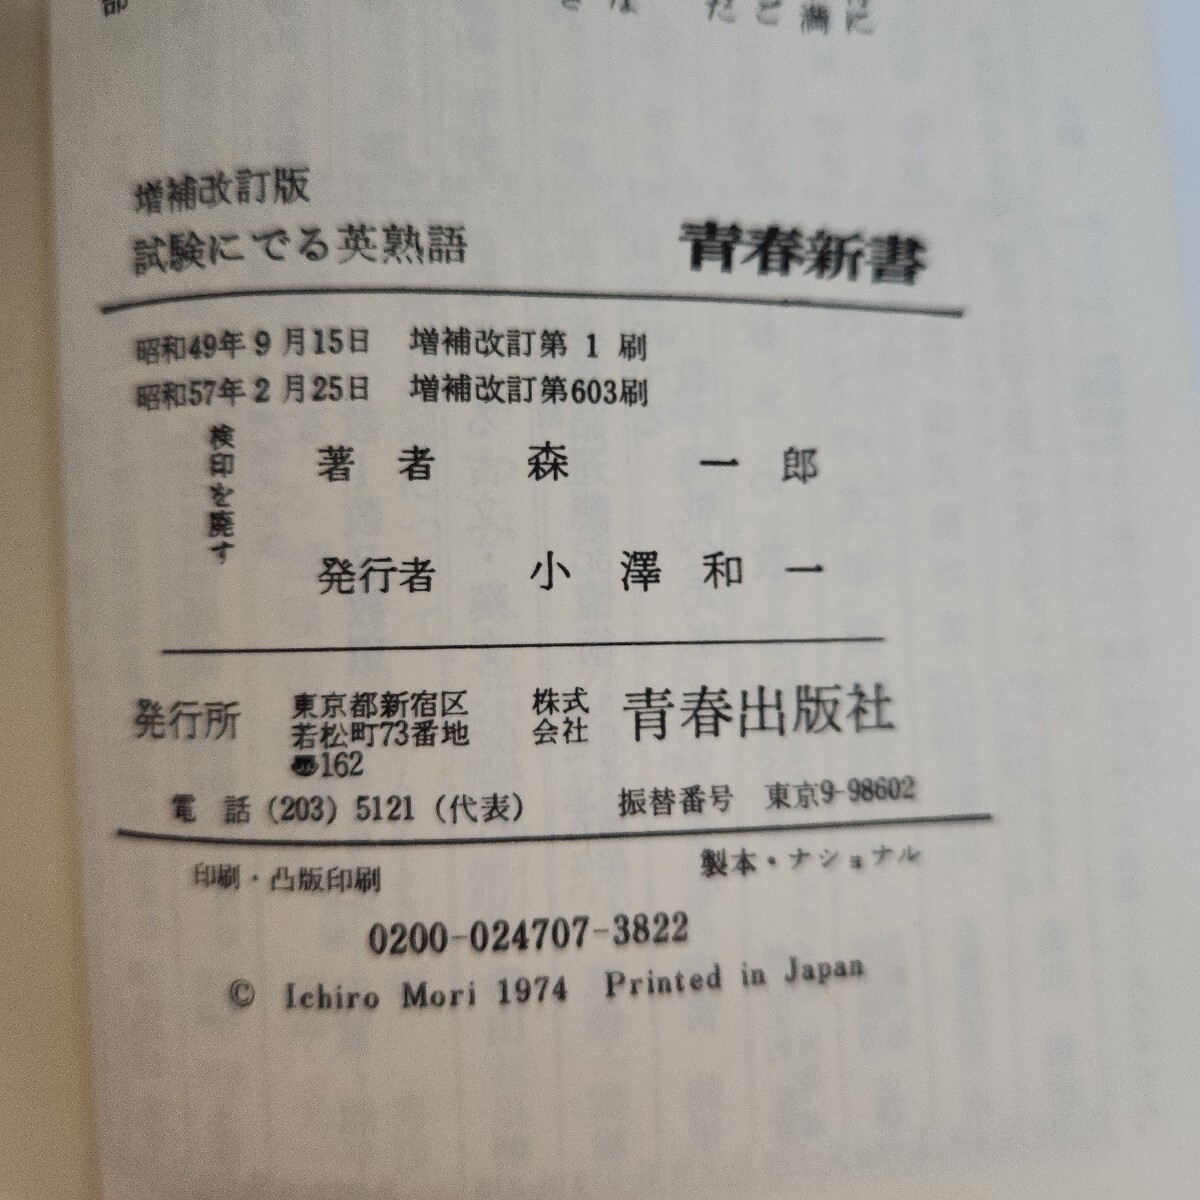 増補改訂版
試験にでる英熟語 青春新書
昭和49年9月15日 増補改訂第1刷
昭和57年2月25日 増補改訂第603刷
検印を廃す
著者 森一郎
発行者 小澤和一
発行所 東京都新宿区若松町73番地 〠162 株式会社 青春出版社
電話 (203) 5121 (代表) 振替番号 東京9-98602
印刷・凸版印刷 製本・ナショナル
0200-024707-3822
© Ichiro Mori 1974 Printed in Japan